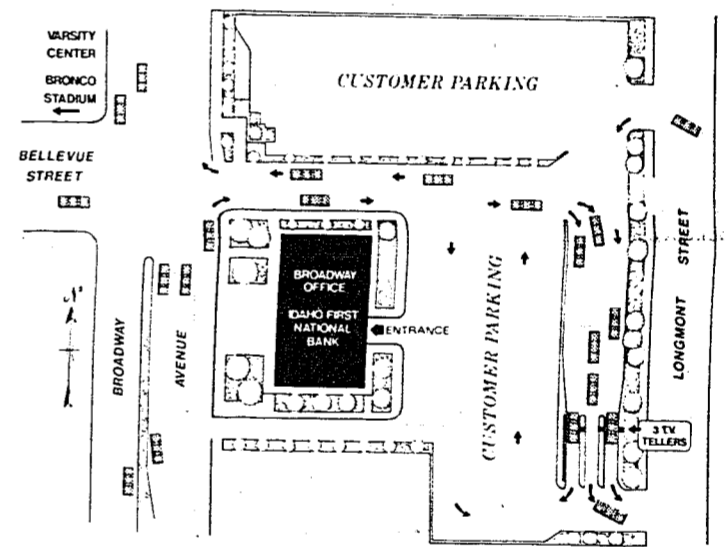 VARSITY
CENTER
BRONCO
STADIUM
BELLEVUE
STREET
CUSTOMER PARKING
BROADWAY
OFFICE
IDAHO FIRST
NATIONAL
BANK
ENTRANCE
CUSTOMER PARKING
N
BROADWAY
AVENUE
LONGMONT STREET
3 T.V.
TELLERS